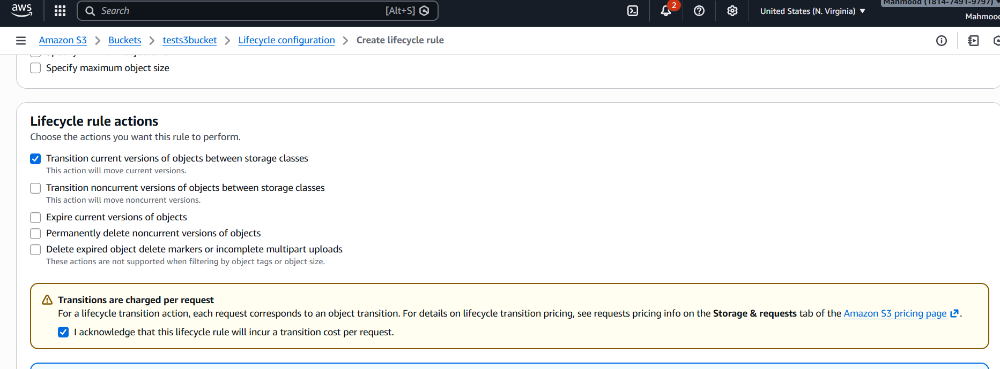 aws
Search
[Alt+S]
2
United States (N. Virginia)
Mahmood (1814-7491-9797)
Mahmood
Amazon S3 > Buckets > tests3bucket > Lifecycle configuration > Create lifecycle rule
Specify maximum object size
Lifecycle rule actions
Choose the actions you want this rule to perform.
Transition current versions of objects between storage classes
This action will move current versions.
Transition noncurrent versions of objects between storage classes
This action will move noncurrent versions.
Expire current versions of objects
Permanently delete noncurrent versions of objects
Delete expired object delete markers or incomplete multipart uploads
These actions are not supported when filtering by object tags or object size.
Transitions are charged per request
For a lifecycle transition action, each request corresponds to an object transition. For details on lifecycle transition pricing, see requests pricing info on the Storage & requests tab of the Amazon S3 pricing page.
I acknowledge that this lifecycle rule will incur a transition cost per request.